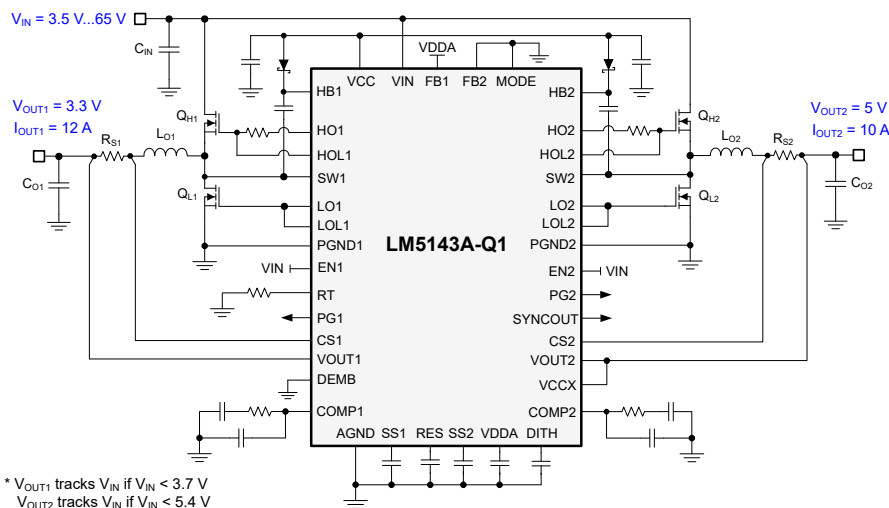 VIN = 3.5 V...65 V
CIN
VDDA
VCC
VIN
FB1
FB2
MODE
HB1
HB2
VOUT1 = 3.3 V
IOUT1 = 12 A
VOUT2 = 5 V
IOUT2 = 10 A
QH1
QH2
HO1
HO2
RS1
LO1
LO2
RS2
HOL1
HOL2
SW1
SW2
CO1
CO2
QL1
QL2
LO1
LO2
LOL1
LOL2
PGND1
LM5143A-Q1
PGND2
VIN
EN1
EN2
VIN
RT
PG2
PG1
SYNCOUT
CS1
CS2
VOUT1
VOUT2
DEMB
VCCX
COMP1
COMP2
AGND
SS1
RES
SS2
VDDA
DITH
* VOUT1 tracks VIN if VIN < 3.7 V
VOUT2 tracks VIN if VIN < 5.4 V